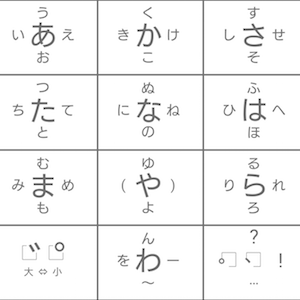 う く す
い あ え き か け し さ せ
お こ そ
つ ぬ ふ
ち た て に な ね ひ は へ
と の ほ
む ゆ る
み ま め ( や ) り ら れ
も よ ろ
ん ?
゛ ゜ を わ ー 。 、 !
大 ⇔ 小 〜 …